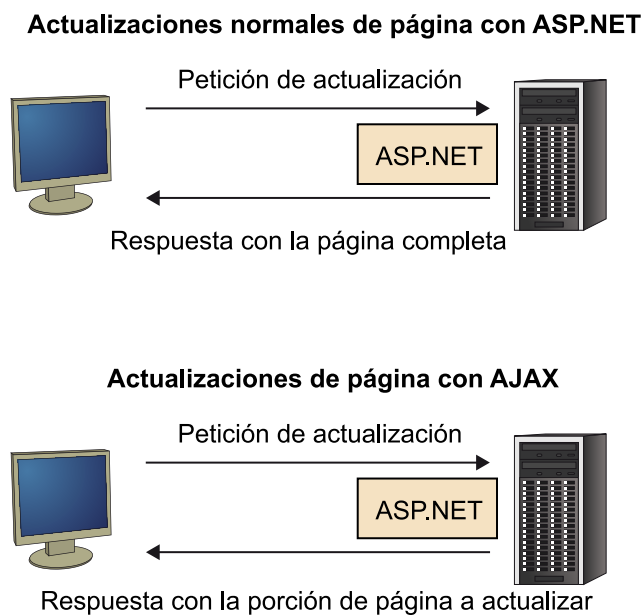 Actualizaciones normales de página con ASP.NET
Petición de actualización
ASP.NET
Respuesta con la página completa
Actualizaciones de página con AJAX
Petición de actualización
ASP.NET
Respuesta con la porción de página a actualizar